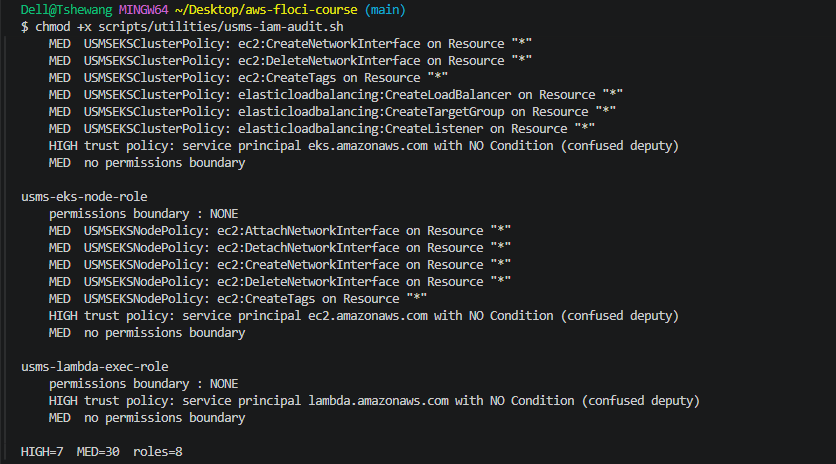 Dell@Tshewang MINGW64 ~/Desktop/aws-floci-course (main)
$ chmod +x scripts/utilities/usms-iam-audit.sh
    MED  USMSEKSClusterPolicy: ec2:CreateNetworkInterface on Resource "*"
    MED  USMSEKSClusterPolicy: ec2:DeleteNetworkInterface on Resource "*"
    MED  USMSEKSClusterPolicy: ec2:CreateTags on Resource "*"
    MED  USMSEKSClusterPolicy: elasticloadbalancing:CreateLoadBalancer on Resource "*"
    MED  USMSEKSClusterPolicy: elasticloadbalancing:CreateTargetGroup on Resource "*"
    MED  USMSEKSClusterPolicy: elasticloadbalancing:CreateListener on Resource "*"
    HIGH trust policy: service principal eks.amazonaws.com with NO Condition (confused deputy)
    MED  no permissions boundary

usms-eks-node-role
    permissions boundary : NONE
    MED  USMSEKSNodePolicy: ec2:AttachNetworkInterface on Resource "*"
    MED  USMSEKSNodePolicy: ec2:DetachNetworkInterface on Resource "*"
    MED  USMSEKSNodePolicy: ec2:CreateNetworkInterface on Resource "*"
    MED  USMSEKSNodePolicy: ec2:DeleteNetworkInterface on Resource "*"
    MED  USMSEKSNodePolicy: ec2:CreateTags on Resource "*"
    HIGH trust policy: service principal ec2.amazonaws.com with NO Condition (confused deputy)
    MED  no permissions boundary

usms-lambda-exec-role
    permissions boundary : NONE
    HIGH trust policy: service principal lambda.amazonaws.com with NO Condition (confused deputy)
    MED  no permissions boundary

HIGH=7  MED=30  roles=8